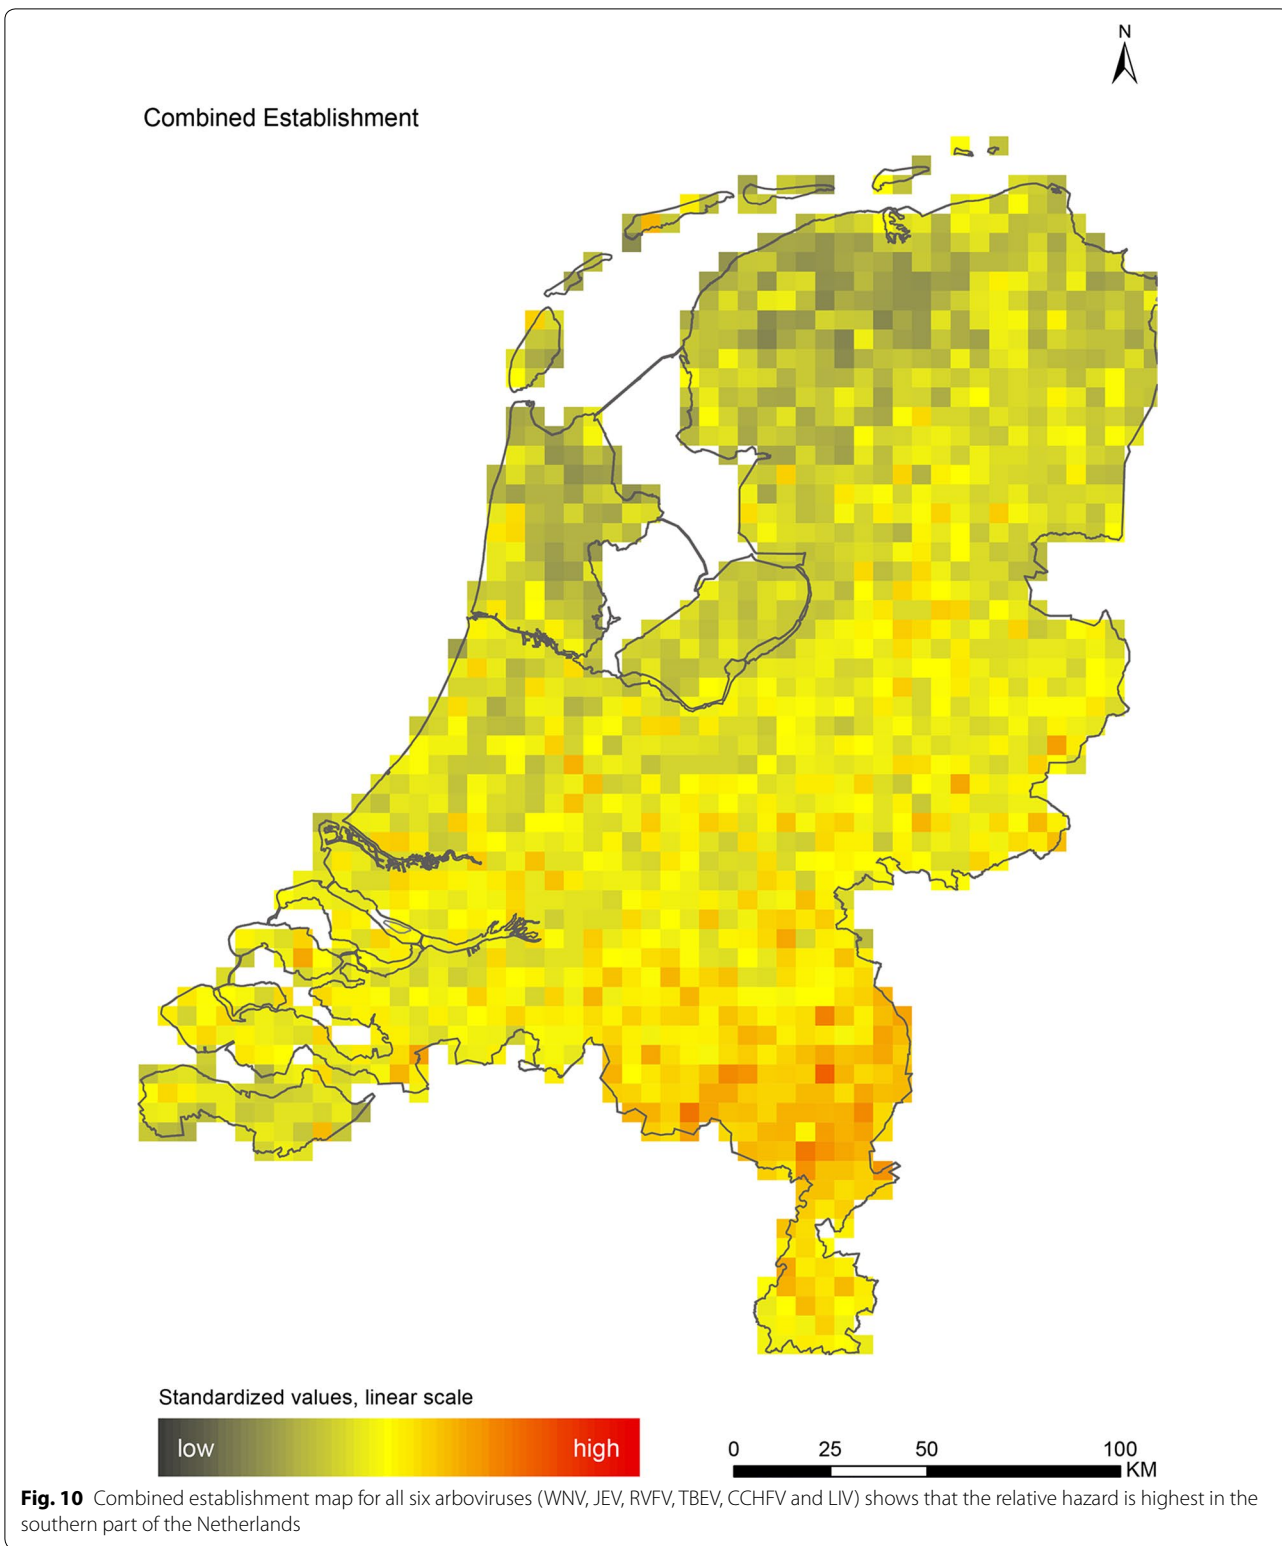 N
Combined Establishment
Standardized values, linear scale
low high
0 25 50 100
KM
Fig. 10 Combined establishment map for all six arboviruses (WNV, JEV, RVFV, TBEV, CCHFV and LIV) shows that the relative hazard is highest in the
southern part of the Netherlands